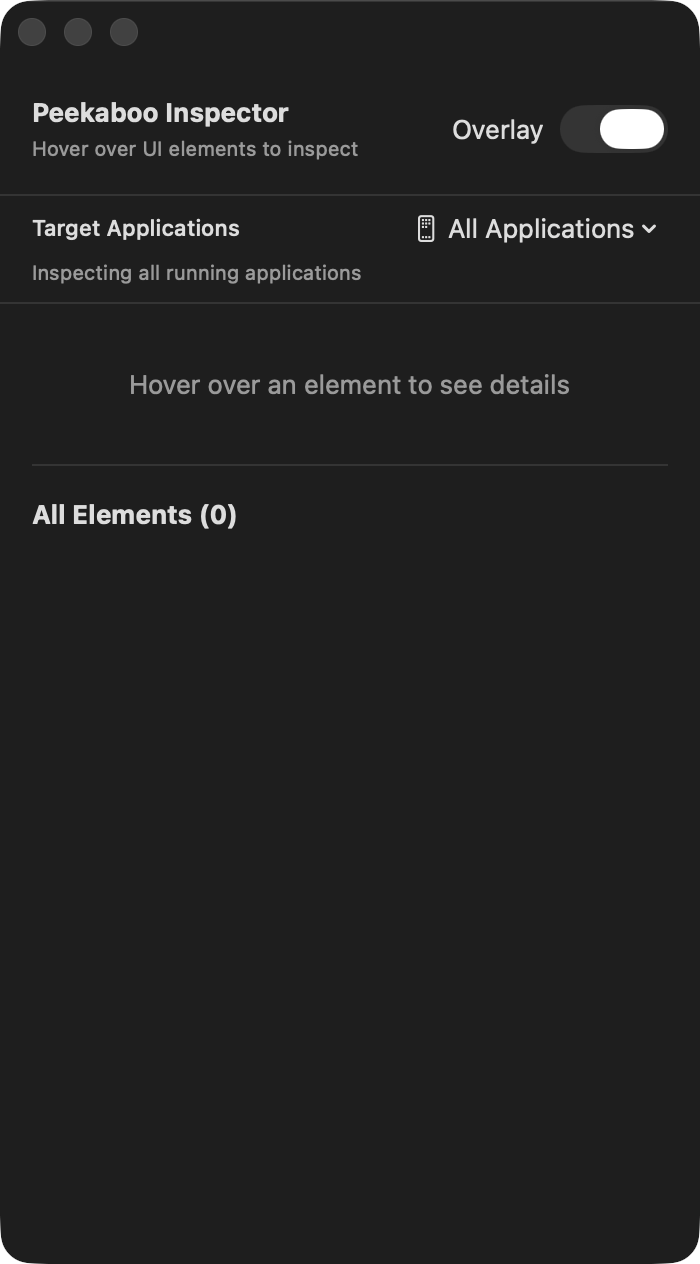 Peekaboo Inspector
Hover over UI elements to inspect
Overlay
Target Applications
All Applications
Inspecting all running applications
Hover over an element to see details
All Elements (0)